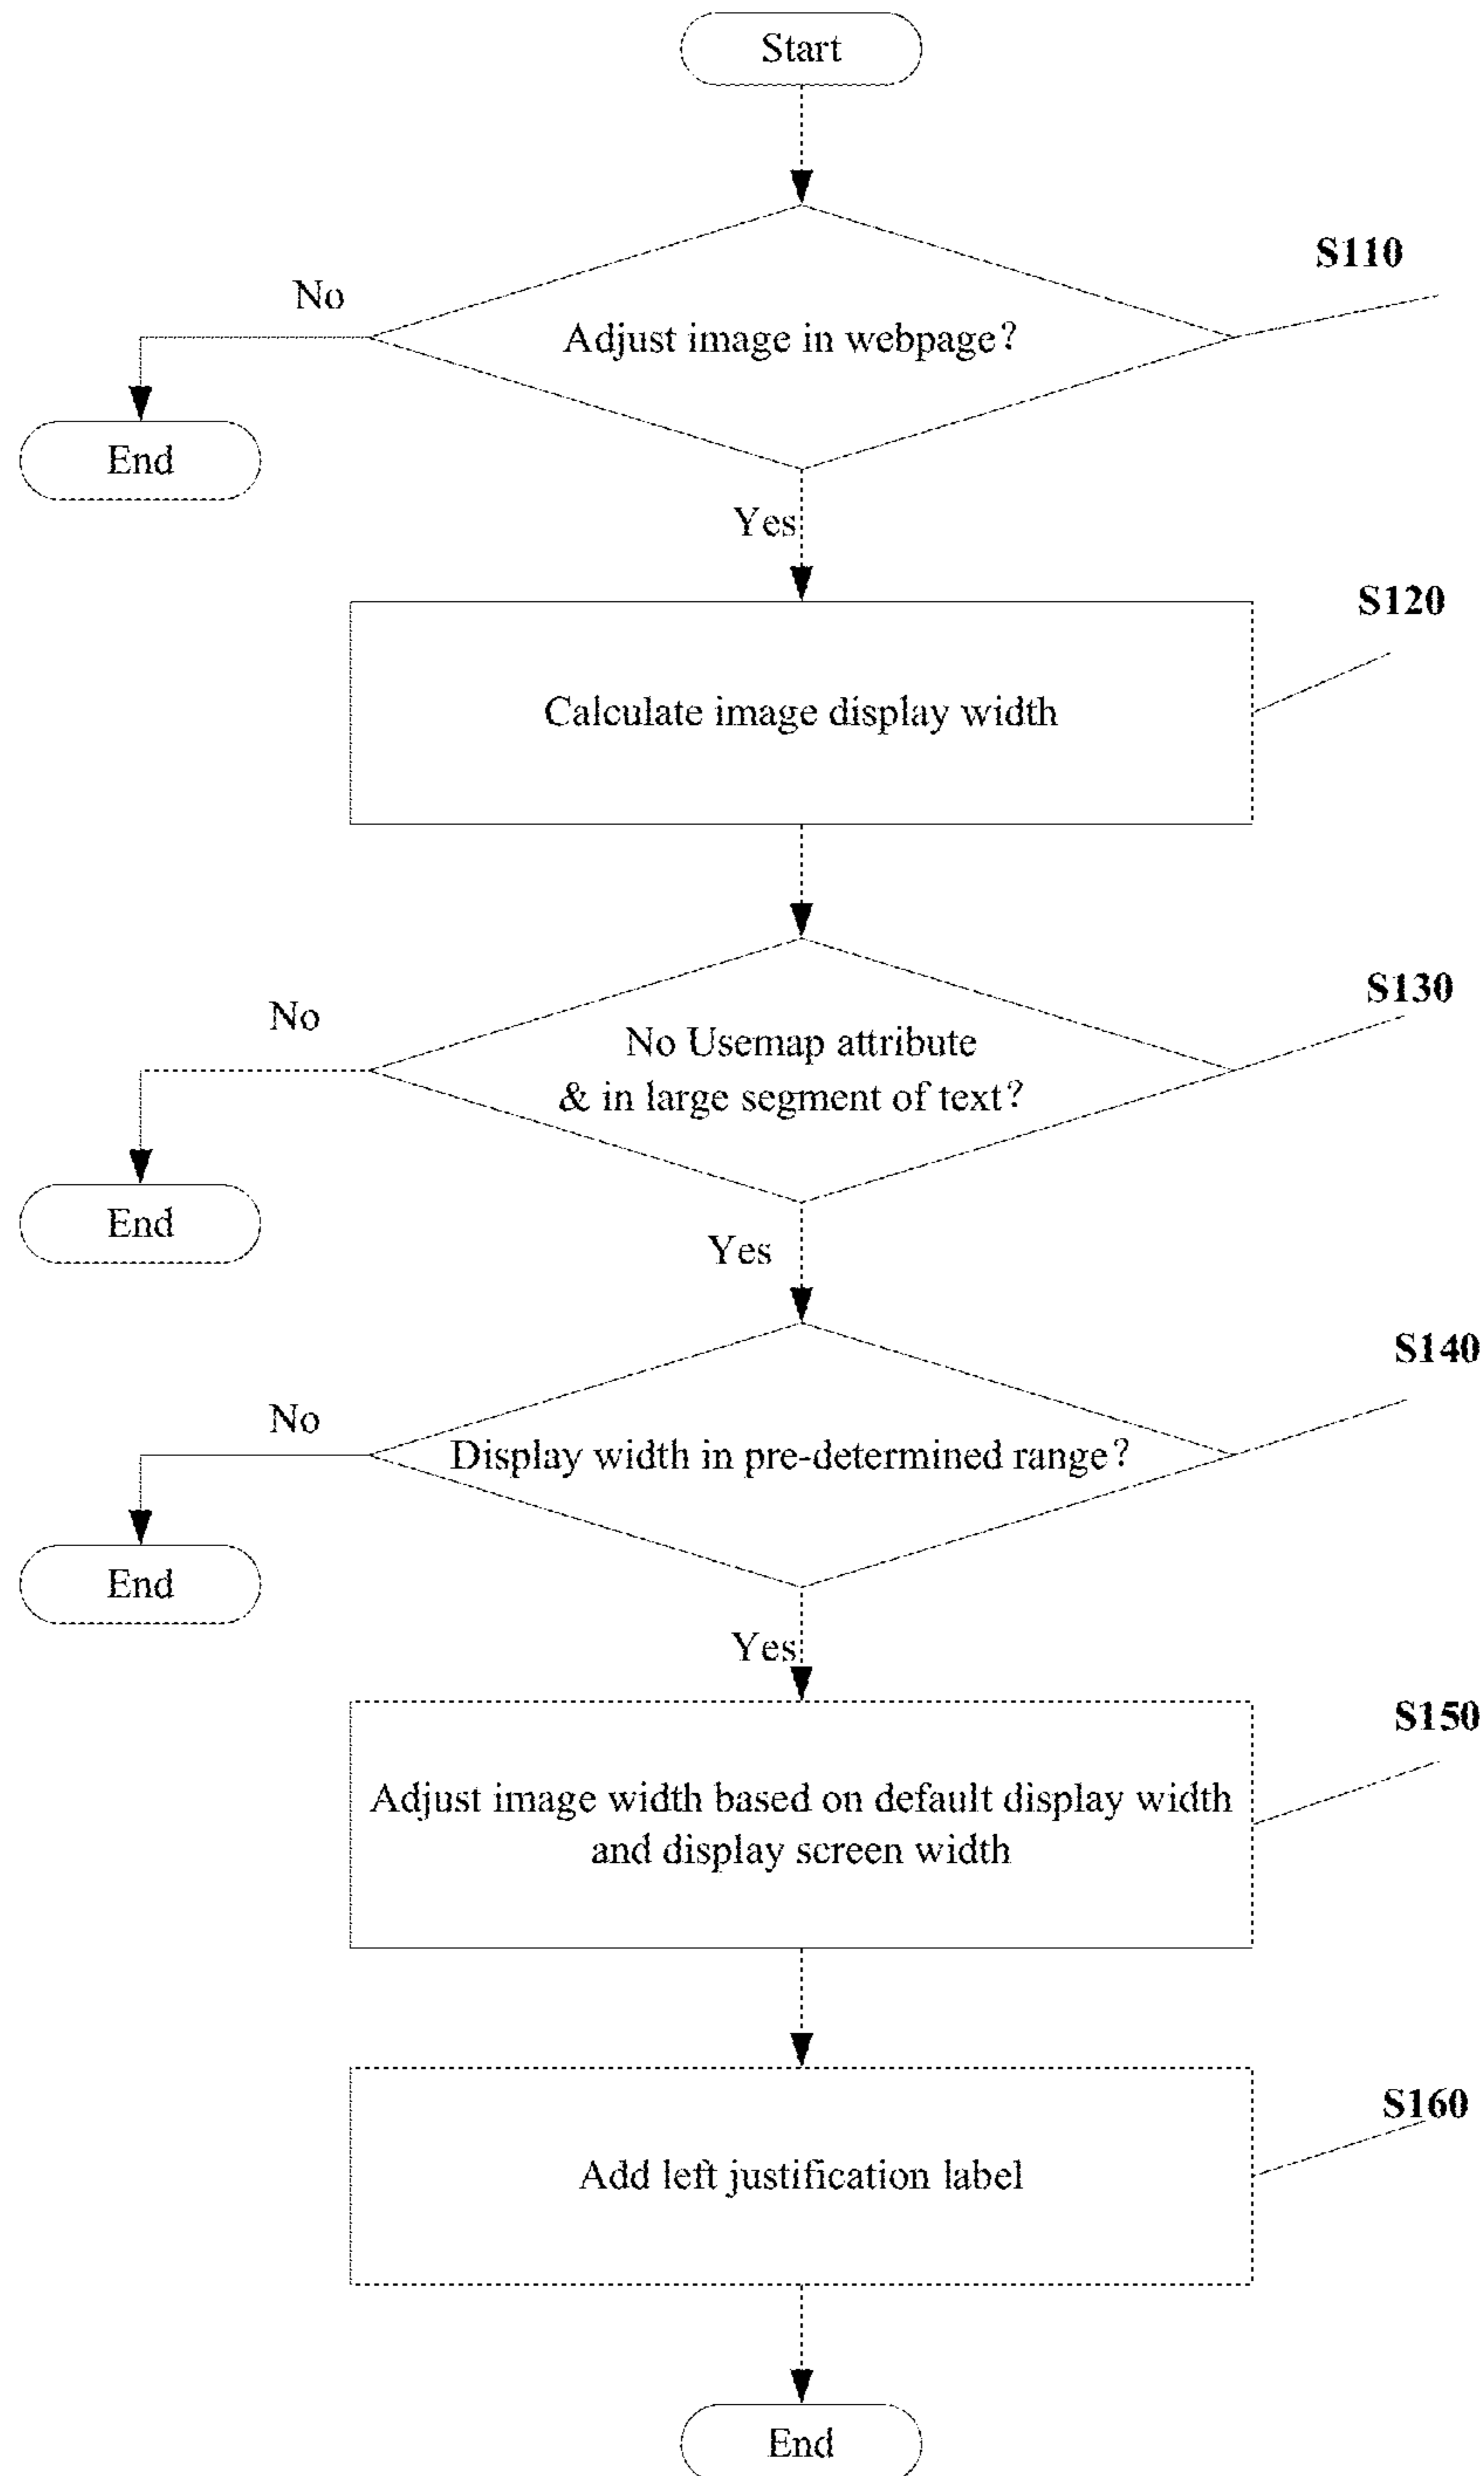 Start
S110
No
Adjust image in webpage?
End
Yes
S120
Calculate image display width
S130
No
No Usemap attribute
& in large segment of text?
End
Yes
S140
No
Display width in pre-determined range?
End
Yes
S150
Adjust image width based on default display width
and display screen width
S160
Add left justification label
End